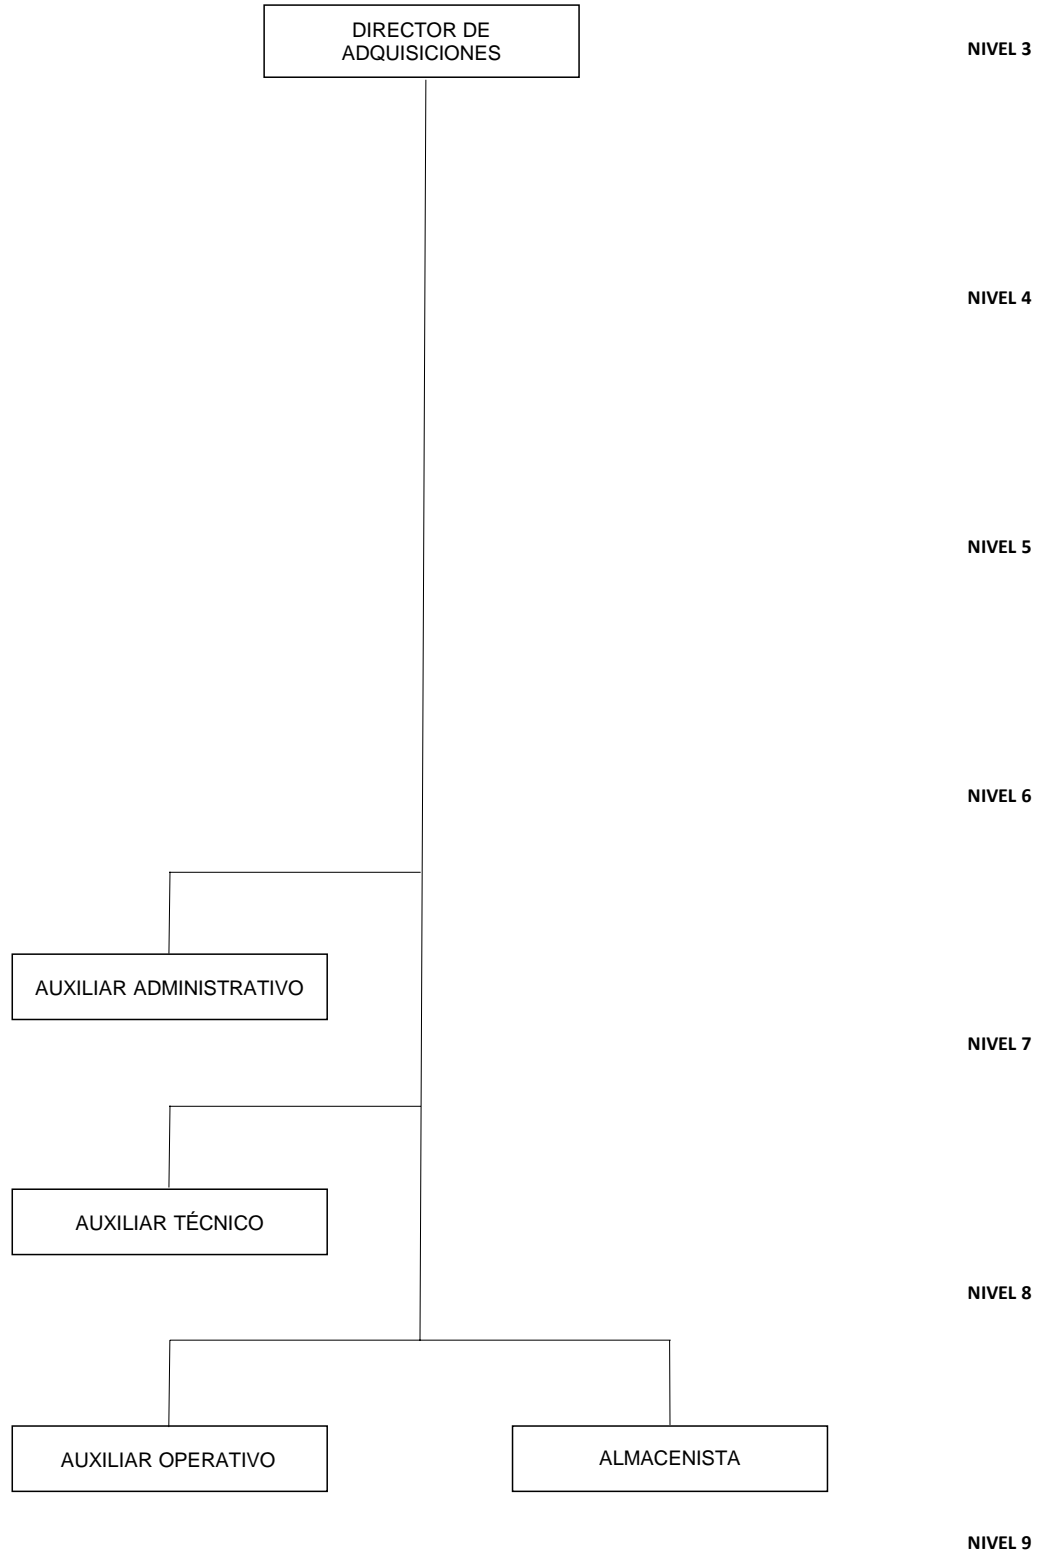 DIRECTOR DE
ADQUISICIONES
NIVEL 3
NIVEL 4
NIVEL 5
NIVEL 6
AUXILIAR ADMINISTRATIVO
NIVEL 7
AUXILIAR TÉCNICO
NIVEL 8
AUXILIAR OPERATIVO
ALMACENISTA
NIVEL 9